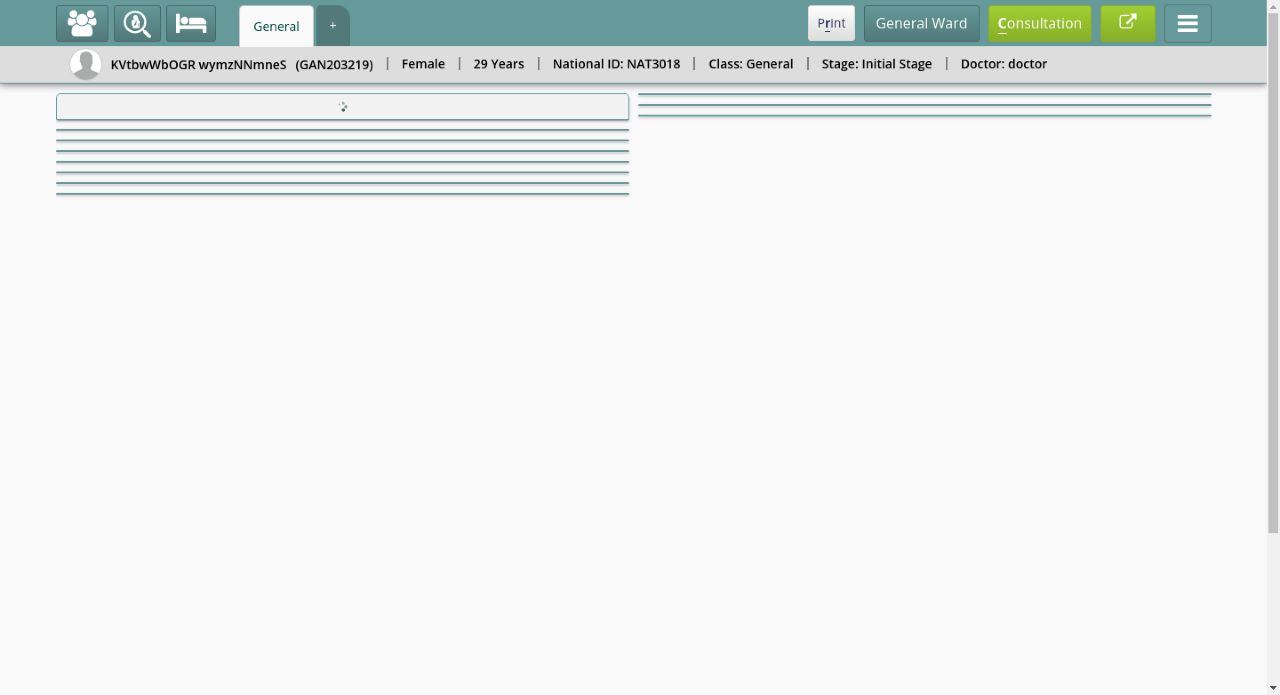 General + Print General Ward Consultation
KVtbwWbOGR wymzNNmneS (GAN203219) | Female | 29 Years | National ID: NAT3018 | Class: General | Stage: Initial Stage | Doctor: doctor